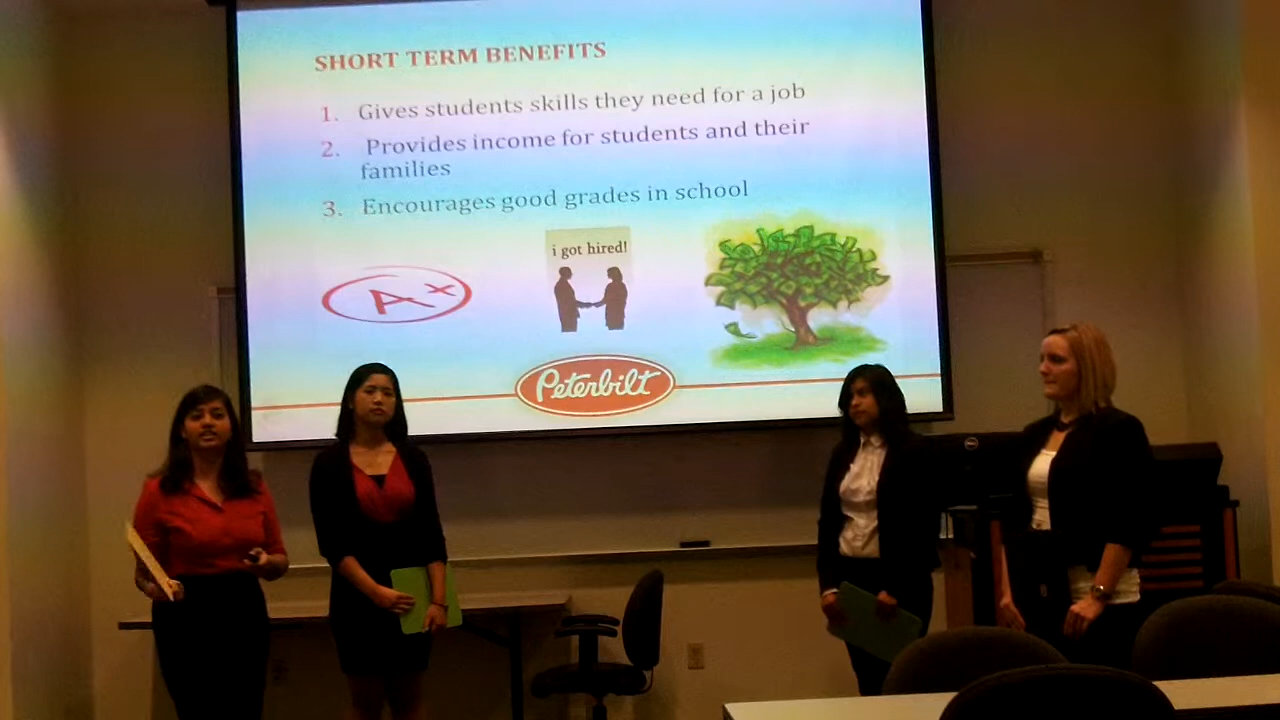 SHORT TERM BENEFITS
1. Gives students skills they need for a job
2. Provides income for students and their
families
3. Encourages good grades in school
A+
i got hired!
Peterbilt